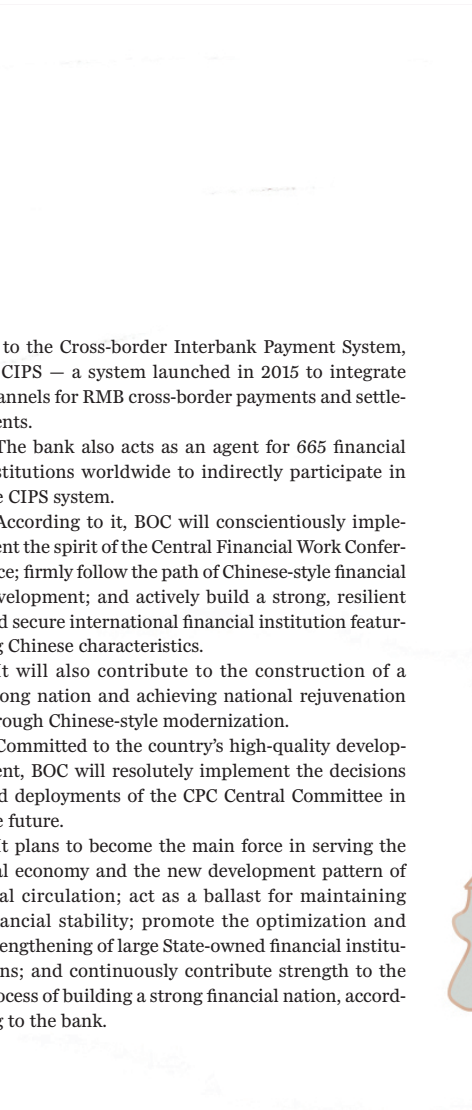 to the Cross-border Interbank Payment System,
CIPS — a system launched in 2015 to integrate
annels for RMB cross-border payments and settle-
ents.
The bank also acts as an agent for 665 financial
stitutions worldwide to indirectly participate in
e CIPS system.
According to it, BOC will conscientiously imple-
ent the spirit of the Central Financial Work Confer-
ce; firmly follow the path of Chinese-style financial
velopment; and actively build a strong, resilient
d secure international financial institution featur-
g Chinese characteristics.
It will also contribute to the construction of a
ong nation and achieving national rejuvenation
rough Chinese-style modernization.
Committed to the country's high-quality develop-
ent, BOC will resolutely implement the decisions
d deployments of the CPC Central Committee in
e future.
It plans to become the main force in serving the
al economy and the new development pattern of
al circulation; act as a ballast for maintaining
ancial stability; promote the optimization and
engthening of large State-owned financial institu-
ns; and continuously contribute strength to the
ocess of building a strong financial nation, accord-
g to the bank.